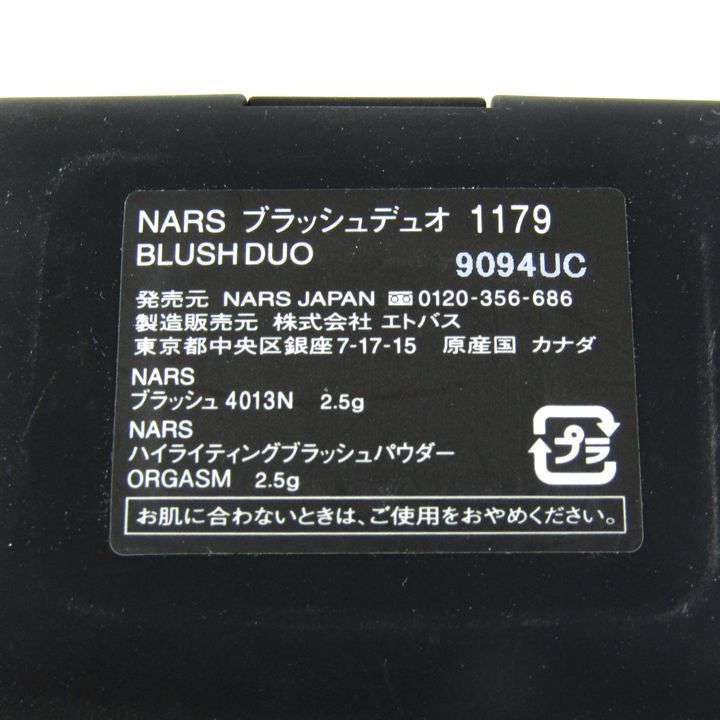 NARS ブラッシュデュオ 1179
BLUSH DUO 9094UC
発売元 NARS JAPAN 0120-356-686
製造販売元 株式会社 エトバス
東京都中央区銀座7-17-15 原産国 カナダ
NARS
ブラッシュ 4013N 2.5g
NARS
ハイライティングブラッシュパウダー
ORGASM 2.5g
プラ
お肌に合わないときは、ご使用をおやめください。